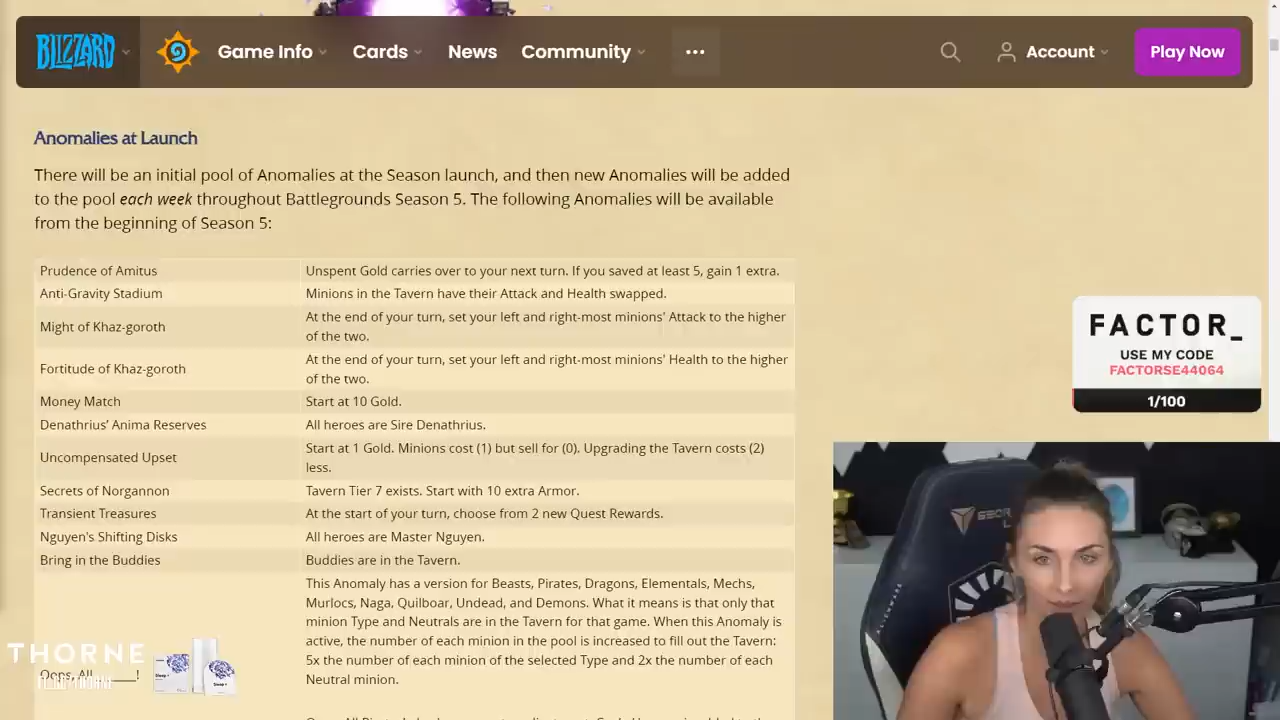 BLIZZARD
Game Info
Cards
News
Community
Account
Play Now
Anomalies at Launch
There will be an initial pool of Anomalies at the Season launch, and then new Anomalies will be added
to the pool each week throughout Battlegrounds Season 5. The following Anomalies will be available
from the beginning of Season 5:
Prudence of Amitus
Unspent Gold carries over to your next turn. If you saved at least 5, gain 1 extra.
Anti-Gravity Stadium
Minions in the Tavern have their Attack and Health swapped.
Might of Khaz-goroth
At the end of your turn, set your left and right-most minions' Attack to the higher
of the two.
Fortitude of Khaz-goroth
At the end of your turn, set your left and right-most minions' Health to the higher
of the two.
Money Match
Start at 10 Gold.
Denathrius' Anima Reserves
All heroes are Sire Denathrius.
Uncompensated Upset
Start at 1 Gold. Minions cost (1) but sell for (0). Upgrading the Tavern costs (2)
less.
Secrets of Norgannon
Tavern Tier 7 exists. Start with 10 extra Armor.
Transient Treasures
At the start of your turn, choose from 2 new Quest Rewards.
Nguyen's Shifting Disks
All heroes are Master Nguyen.
Bring in the Buddies
Buddies are in the Tavern.
Oops, All ______!
This Anomaly has a version for Beasts, Pirates, Dragons, Elementals, Mechs,
Murlocs, Naga, Quilboar, Undead, and Demons. What it means is that only that
minion Type and Neutrals are in the Tavern for that game. When this Anomaly is
active, the number of each minion in the pool is increased to fill out the Tavern:
5x the number of each minion of the selected Type and 2x the number of each
Neutral minion.
THORNE
FACTOR_
USE MY CODE
FACTORSE44064
1/100